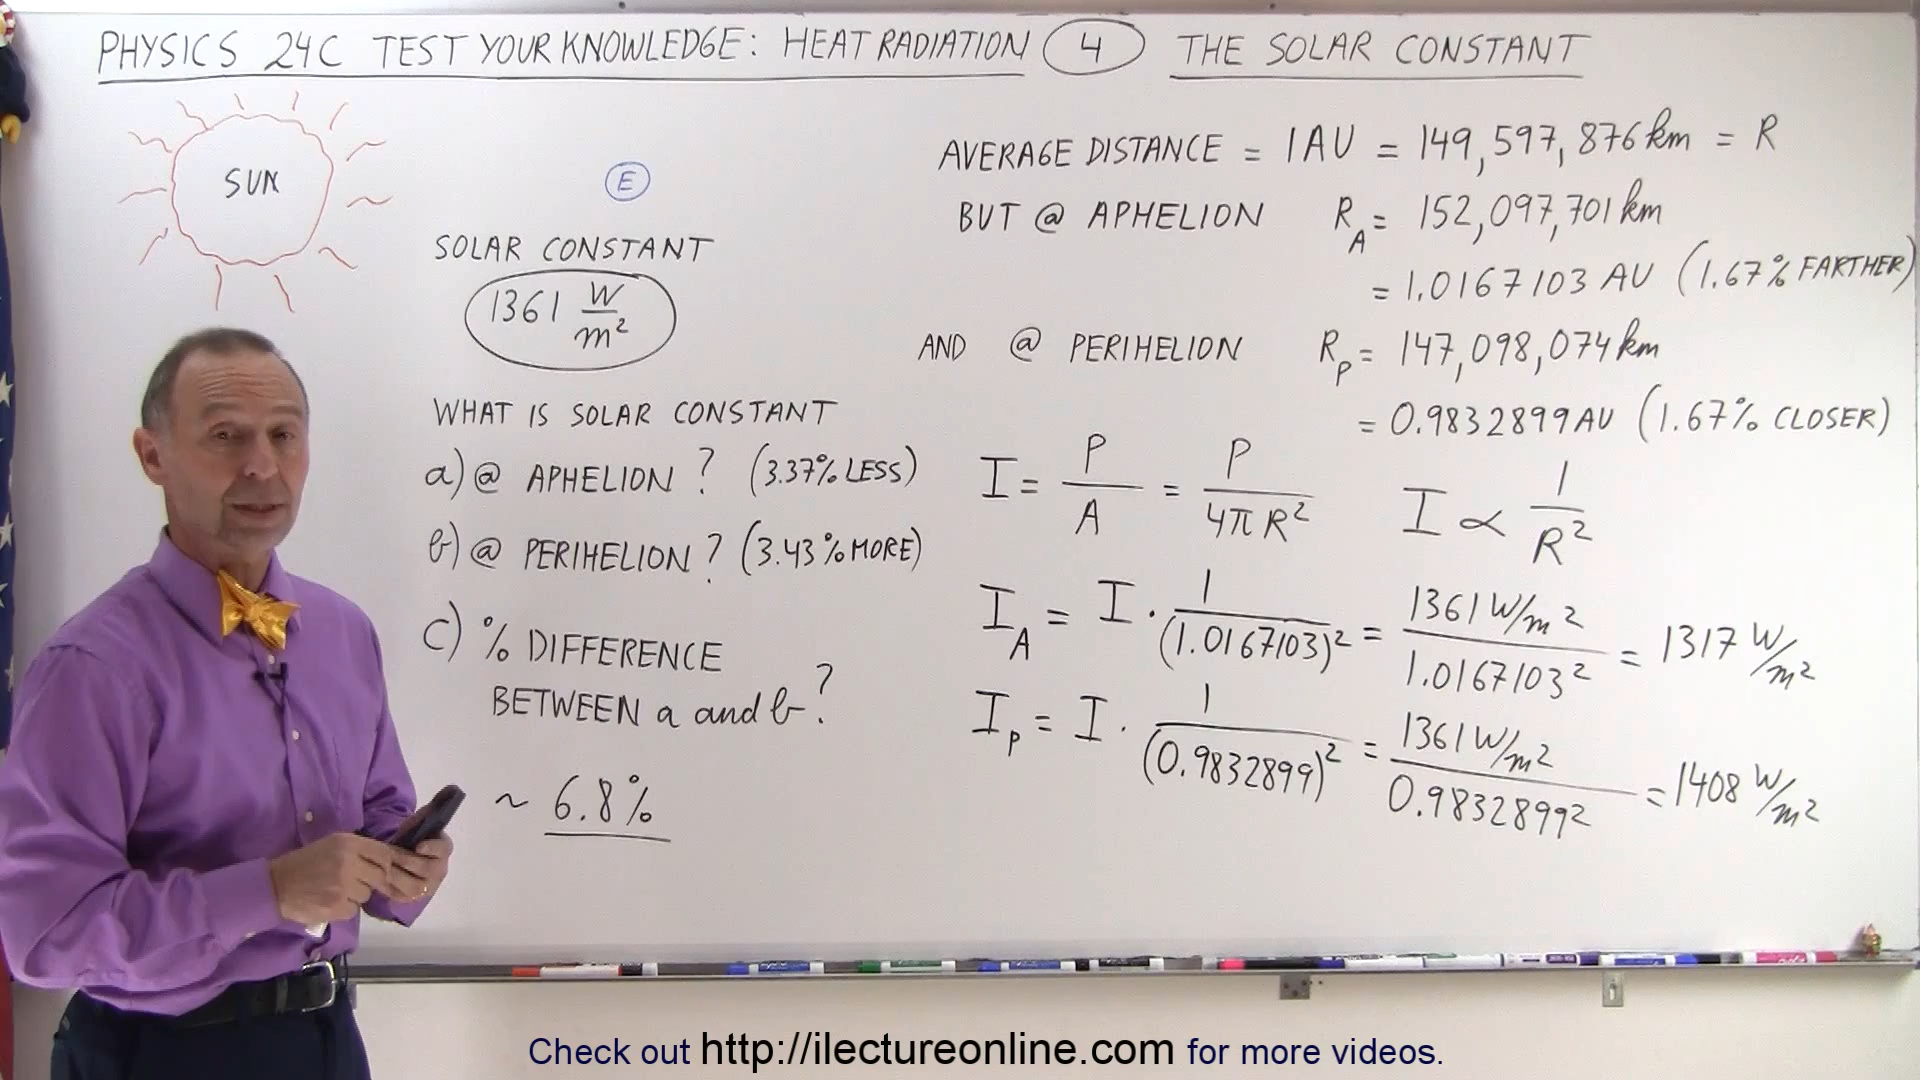 PHYSICS 24C TEST YOUR KNOWLEDGE: HEAT RADIATION 4 THE SOLAR CONSTANT
SUN
E
SOLAR CONSTANT
1361 W/m²
WHAT IS SOLAR CONSTANT
a) @ APHELION ? (3.37% LESS)
b) @ PERIHELION ? (3.43% MORE)
c) % DIFFERENCE
BETWEEN a and b ?
~ 6.8%
AVERAGE DISTANCE = 1AU = 149,597,876 km = R
BUT @ APHELION R_A = 152,097,701 km
= 1.0167103 AU (1.67% FARTHER)
AND @ PERIHELION R_P = 147,098,074 km
= 0.9832899 AU (1.67% CLOSER)
I = P/A = P/4πR² I ∝ 1/R²
I_A = I · 1/(1.0167103)² = 1361 W/m²/1.0167103² = 1317 W/m²
I_P = I · 1/(0.9832899)² = 1361 W/m²/0.9832899² = 1408 W/m²
Check out http://ilectureonline.com for more videos.